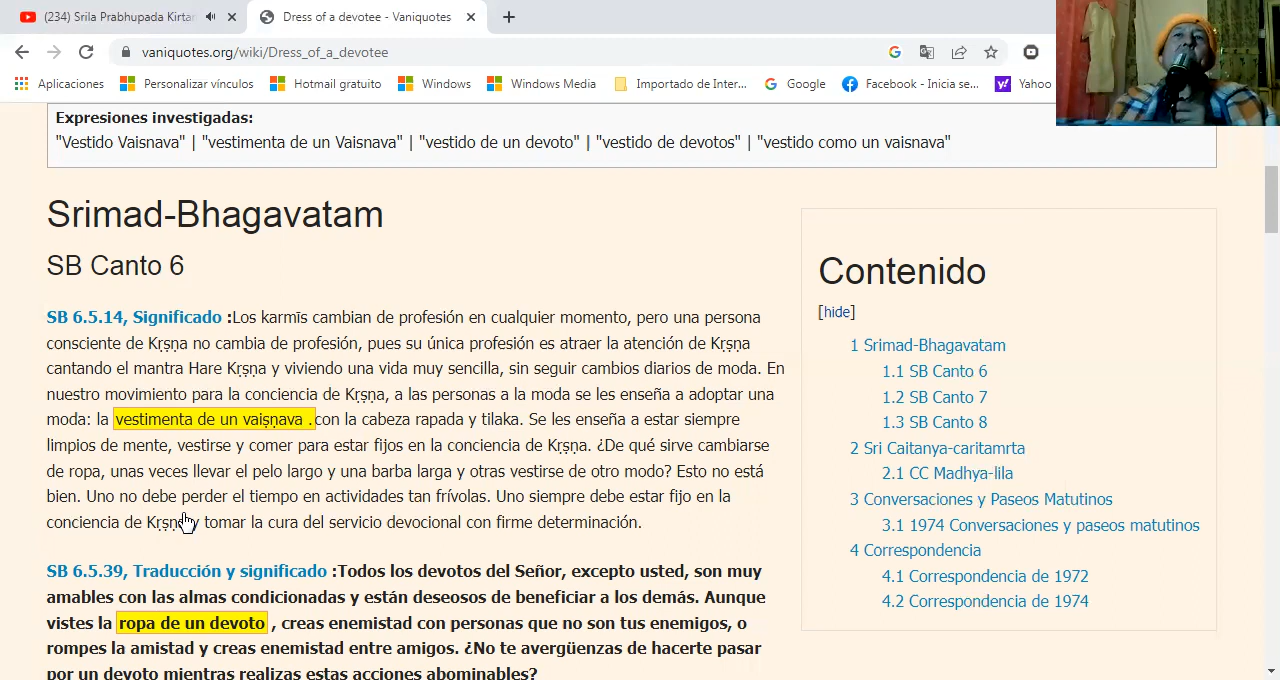 (234) Srila Prabhupada Kirtan
Dress of a devotee - Vaniquotes
vaniquotes.org/wiki/Dress_of_a_devotee
Aplicaciones
Personalizar vínculos
Hotmail gratuito
Windows
Windows Media
Importado de Inter...
Google
Facebook - Inicia se...
Yahoo
Expresiones investigadas:
"Vestido Vaisnava" | "vestimenta de un Vaisnava" | "vestido de un devoto" | "vestido de devotos" | "vestido como un vaisnava"
Srimad-Bhagavatam
SB Canto 6
SB 6.5.14, Significado :Los karmīs cambian de profesión en cualquier momento, pero una persona
consciente de Kṛṣṇa no cambia de profesión, pues su única profesión es atraer la atención de Kṛṣṇa
cantando el mantra Hare Kṛṣṇa y viviendo una vida muy sencilla, sin seguir cambios diarios de moda. En
nuestro movimiento para la conciencia de Kṛṣṇa, a las personas a la moda se les enseña a adoptar una
moda: la vestimenta de un vaiṣṇava .con la cabeza rapada y tilaka. Se les enseña a estar siempre
limpios de mente, vestirse y comer para estar fijos en la conciencia de Kṛṣṇa. ¿De qué sirve cambiarse
de ropa, unas veces llevar el pelo largo y una barba larga y otras vestirse de otro modo? Esto no está
bien. Uno no debe perder el tiempo en actividades tan frívolas. Uno siempre debe estar fijo en la
conciencia de Kṛṣṇa y tomar la cura del servicio devocional con firme determinación.
SB 6.5.39, Traducción y significado :Todos los devotos del Señor, excepto usted, son muy
amables con las almas condicionadas y están deseosos de beneficiar a los demás. Aunque
vistes la ropa de un devoto , creas enemistad con personas que no son tus enemigos, o
rompes la amistad y creas enemistad entre amigos. ¿No te avergüenzas de hacerte pasar
por un devoto mientras realizas estas acciones abominables?
Contenido
[hide]
1 Srimad-Bhagavatam
1.1 SB Canto 6
1.2 SB Canto 7
1.3 SB Canto 8
2 Sri Caitanya-caritamrta
2.1 CC Madhya-lila
3 Conversaciones y Paseos Matutinos
3.1 1974 Conversaciones y paseos matutinos
4 Correspondencia
4.1 Correspondencia de 1972
4.2 Correspondencia de 1974